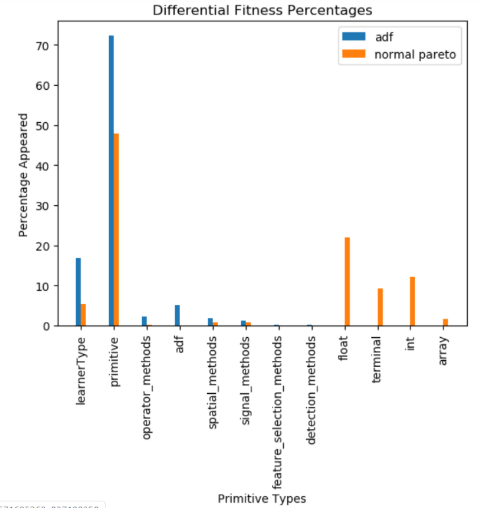 Differential Fitness Percentages
adf
normal pareto
70
60
50
40
30
20
10
0
Percentage Appeared
learnerType
primitive
operator_methods
adf
spatial_methods
signal_methods
feature_selection_methods
detection_methods
float
terminal
int
array
Primitive Types